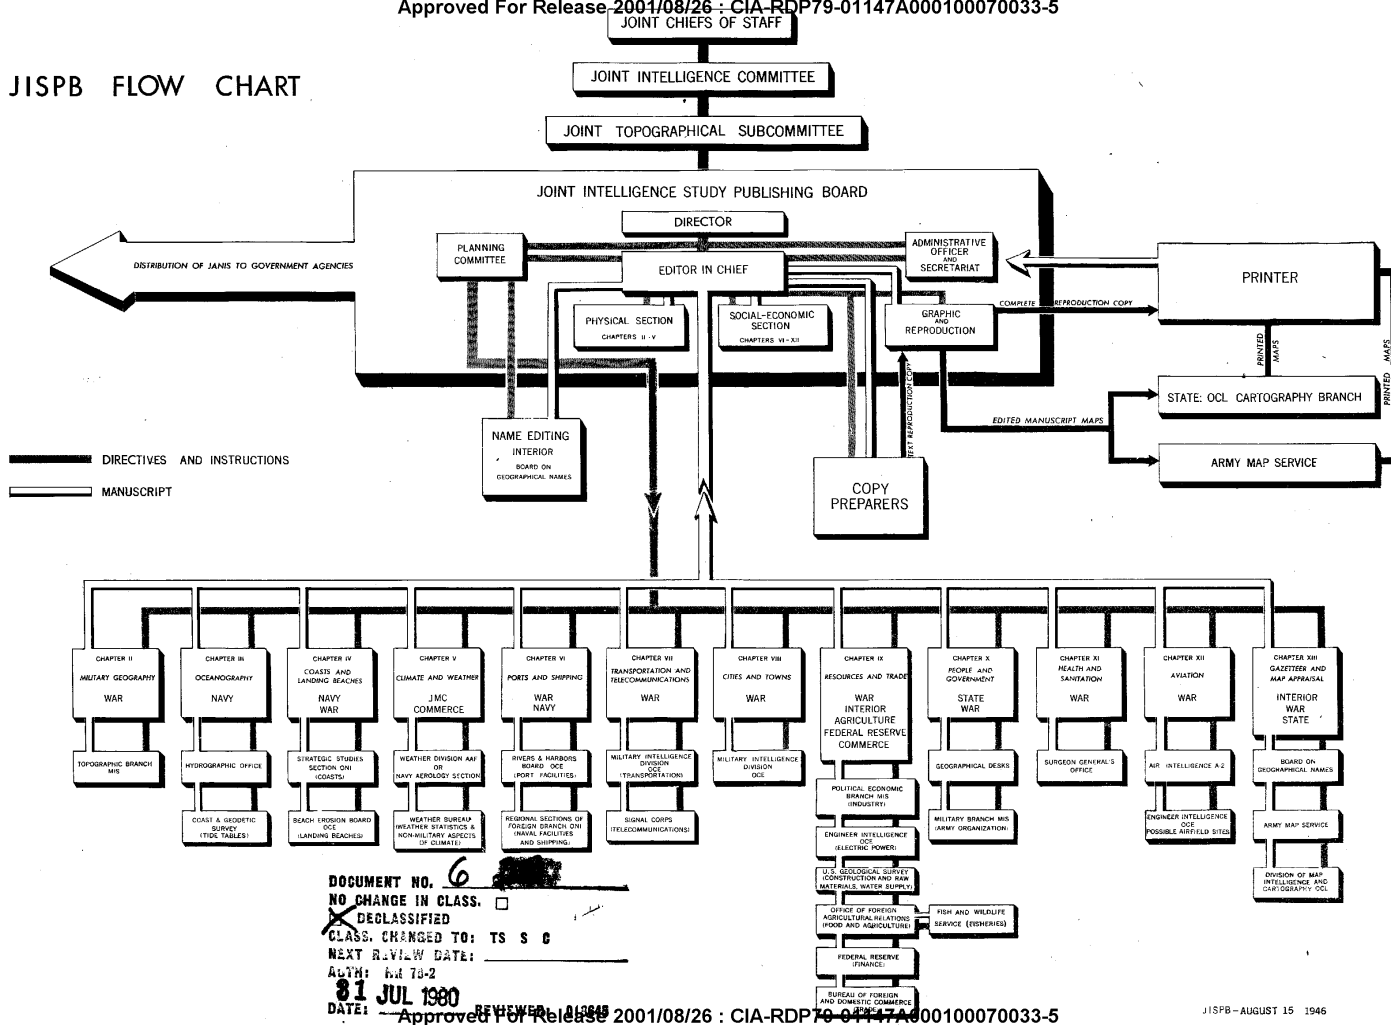 Approved For Release 2001/08/26 : CIA-RDP79-01147A000100070033-5
JOINT CHIEFS OF STAFF
JISPB FLOW CHART
JOINT INTELLIGENCE COMMITTEE
JOINT TOPOGRAPHICAL SUBCOMMITTEE
JOINT INTELLIGENCE STUDY PUBLISHING BOARD
DIRECTOR
PLANNING
COMMITTEE
ADMINISTRATIVE
OFFICER
AND
SECRETARIAT
EDITOR IN CHIEF
DISTRIBUTION OF JANIS TO GOVERNMENT AGENCIES
PRINTER
PHYSICAL SECTION
CHAPTERS II-V
SOCIAL-ECONOMIC
SECTION
CHAPTERS VI-XII
GRAPHIC
AND
REPRODUCTION
COMPLETE REPRODUCTION COPY
PRINTED
MAPS
PRINTED MAPS
STATE: OCL CARTOGRAPHY BRANCH
TEXT REPRODUCTION COPY
EDITED MANUSCRIPT MAPS
ARMY MAP SERVICE
NAME EDITING
INTERIOR
BOARD ON
GEOGRAPHICAL NAMES
DIRECTIVES AND INSTRUCTIONS
MANUSCRIPT
COPY
PREPARERS
CHAPTER II
MILITARY GEOGRAPHY
WAR
TOPOGRAPHIC BRANCH
MIS
CHAPTER III
OCEANOGRAPHY
NAVY
HYDROGRAPHIC OFFICE
COAST & GEODETIC
SURVEY
(TIDE TABLES)
CHAPTER IV
COASTS AND
LANDING BEACHES
NAVY
WAR
STRATEGIC STUDIES
SECTION ONI
(COASTS)
BEACH EROSION BOARD
OCE
(LANDING BEACHES)
CHAPTER V
CLIMATE AND WEATHER
JMC
COMMERCE
WEATHER DIVISION AAF
OR
NAVY AEROLOGY SECTION
WEATHER BUREAU
(WEATHER STATISTICS &
NON-MILITARY ASPECTS
OF CLIMATE)
CHAPTER VI
PORTS AND SHIPPING
WAR
NAVY
RIVERS & HARBORS
BOARD OCE
(PORT FACILITIES)
REGIONAL SECTIONS OF
FOREIGN BRANCH ONI
(NAVAL FACILITIES
AND SHIPPING)
CHAPTER VII
TRANSPORTATION AND
TELECOMMUNICATIONS
WAR
MILITARY INTELLIGENCE
DIVISION
OCE
(TRANSPORTATION)
SIGNAL CORPS
(TELECOMMUNICATIONS)
CHAPTER VIII
CITIES AND TOWNS
WAR
MILITARY INTELLIGENCE
DIVISION
OCE
CHAPTER IX
RESOURCES AND TRADE
WAR
INTERIOR
AGRICULTURE
FEDERAL RESERVE
COMMERCE
POLITICAL ECONOMIC
BRANCH MIS
(INDUSTRY)
ENGINEER INTELLIGENCE
OCE
(ELECTRIC POWER)
U.S. GEOLOGICAL SURVEY
(CONSTRUCTION AND RAW
MATERIALS, WATER SUPPLY)
OFFICE OF FOREIGN
AGRICULTURAL RELATIONS
(FOOD AND AGRICULTURE)
FISH AND WILDLIFE
SERVICE (FISHERIES)
FEDERAL RESERVE
(FINANCE)
BUREAU OF FOREIGN
AND DOMESTIC COMMERCE
(TRADE)
CHAPTER X
PEOPLE AND
GOVERNMENT
STATE
WAR
GEOGRAPHICAL DESKS
MILITARY BRANCH MIS
(ARMY ORGANIZATION)
CHAPTER XI
HEALTH AND
SANITATION
WAR
SURGEON GENERAL'S
OFFICE
CHAPTER XII
AVIATION
WAR
AIR INTELLIGENCE A-2
ENGINEER INTELLIGENCE
OCE
POSSIBLE AIRFIELD SITES
CHAPTER XIII
GAZETTEER AND
MAP APPRAISAL
INTERIOR
WAR
STATE
BOARD ON
GEOGRAPHICAL NAMES
ARMY MAP SERVICE
DIVISION OF MAP
INTELLIGENCE AND
CARTOGRAPHY OCL
DOCUMENT NO. 6
NO CHANGE IN CLASS.
DECLASSIFIED
CLASS. CHANGED TO: TS S C
NEXT REVIEW DATE:
AUTH: HR 70-2
31 JUL 1980
DATE: REVIEWER:
Approved For Release 2001/08/26 : CIA-RDP79-01147A000100070033-5
JISPB-AUGUST 15 1946